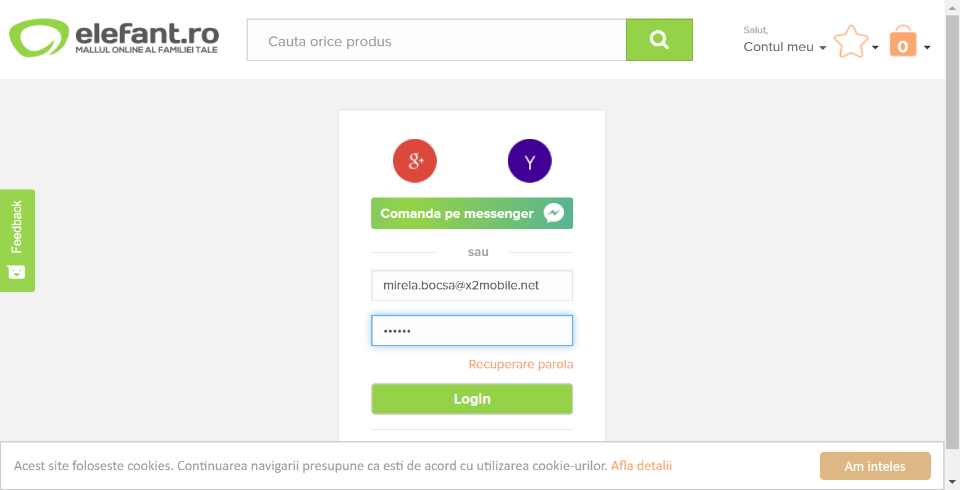 elefant.ro
MALLUL ONLINE AL FAMILIEI TALE
Cauta orice produs
Salut,
Contul meu
0
Feedback
g+
Y
Comanda pe messenger
sau
mirela.bocsa@x2mobile.net
••••••
Recuperare parola
Login
Acest site foloseste cookies. Continuarea navigarii presupune ca esti de acord cu utilizarea cookie-urilor. Afla detalii
Am inteles